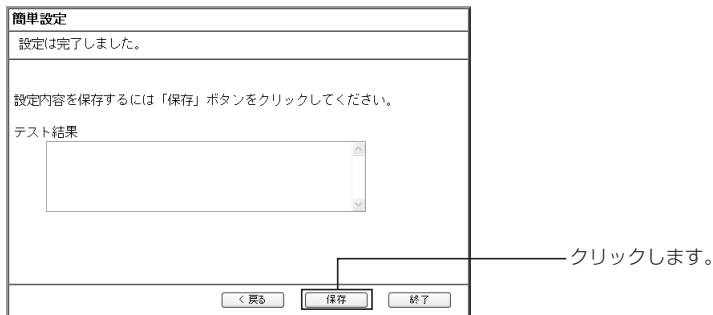 簡単設定
設定は完了しました。
設定内容を保存するには「保存」ボタンをクリックしてください。
テスト結果
クリックします。
< 戻る 保存 終了